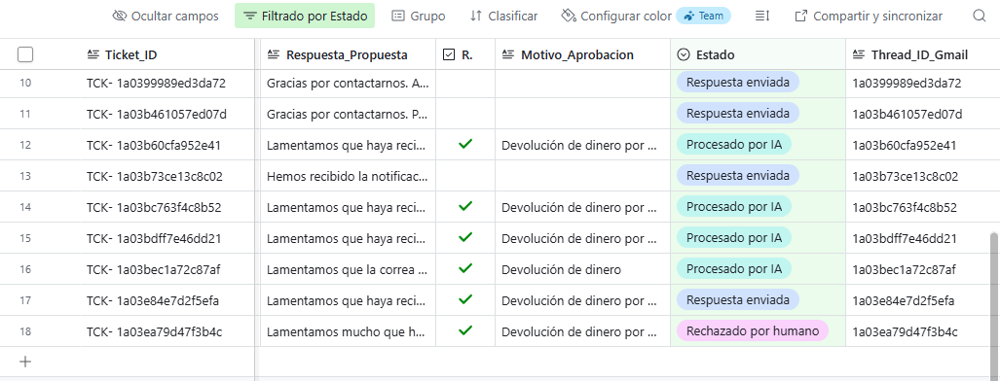 Ocultar campos Filtrado por Estado Grupo Clasificar Configurar color Team Compartir y sincronizar
Ticket_ID Respuesta_Propuesta R. Motivo_Aprobacion Estado Thread_ID_Gmail
10 TCK- 1a0399989ed3da72 Gracias por contactarnos. A... Respuesta enviada 1a0399989ed3da72
11 TCK- 1a03b461057ed07d Gracias por contactarnos. P... Respuesta enviada 1a03b461057ed07d
12 TCK- 1a03b60cfa952e41 Lamentamos que haya reci... Devolución de dinero por ... Procesado por IA 1a03b60cfa952e41
13 TCK- 1a03b73ce13c8c02 Hemos recibido la notificac... Respuesta enviada 1a03b73ce13c8c02
14 TCK- 1a03bc763f4c8b52 Lamentamos que haya reci... Devolución de dinero por ... Procesado por IA 1a03bc763f4c8b52
15 TCK- 1a03bdff7e46dd21 Lamentamos que haya reci... Devolución de dinero por ... Procesado por IA 1a03bdff7e46dd21
16 TCK- 1a03bec1a72c87af Lamentamos que la correa ... Devolución de dinero Procesado por IA 1a03bec1a72c87af
17 TCK- 1a03e84e7d2f5efa Lamentamos que haya reci... Devolución de dinero por ... Respuesta enviada 1a03e84e7d2f5efa
18 TCK- 1a03ea79d47f3b4c Lamentamos mucho que h... Devolución de dinero por ... Rechazado por humano 1a03ea79d47f3b4c